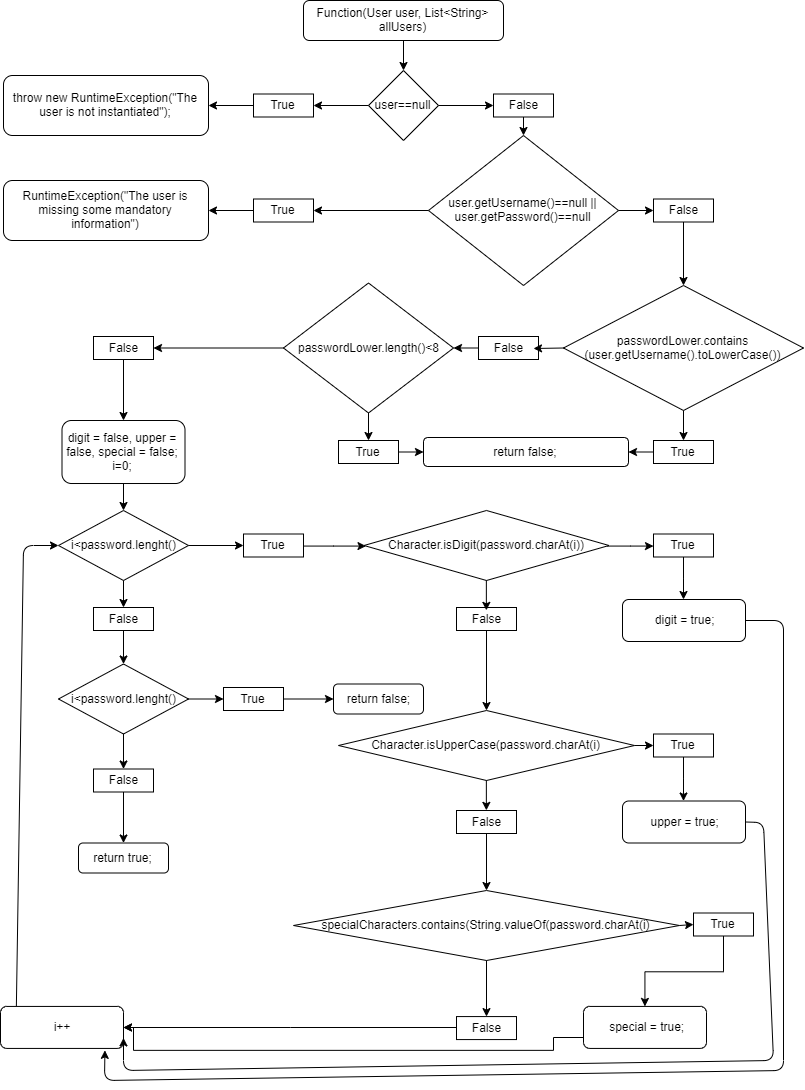 Function(User user, List<String>
allUsers)
user==null
True
False
throw new RuntimeException("The
user is not instantiated");
user.getUsername()==null ||
user.getPassword()==null
True
False
RuntimeException("The user is
missing some mandatory
information")
passwordLower.contains
(user.getUsername().toLowerCase())
False
passwordLower.length()<8
False
True
return false;
True
digit = false, upper =
false, special = false;
i=0;
i<password.lenght()
True
Character.isDigit(password.charAt(i))
True
False
False
digit = true;
i<password.lenght()
True
return false;
Character.isUpperCase(password.charAt(i)
True
False
False
upper = true;
return true;
specialCharacters.contains(String.valueOf(password.charAt(i)
True
i++
False
special = true;